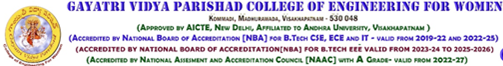 GAYATRI VIDYA PARISHAD COLLEGE OF ENGINEERING FOR WOMEN
Kommadi, Madhurawada, Visakhapatnam - 530 048
(Approved by AICTE, New Delhi, Affiliated to Andhra University, Visakhapatnam )
(Accredited by National Board of Accreditation [NBA] for B.Tech CSE, ECE and IT - valid from 2019-22 and 2022-25)
(ACCREDITED BY NATIONAL BOARD OF ACCREDITATION[NBA] FOR B.TECH EEE VALID FROM 2023-24 TO 2025-2026)
(Accredited by National Assessment and Accreditation Council [NAAC] with A Grade- valid from 2022-27)